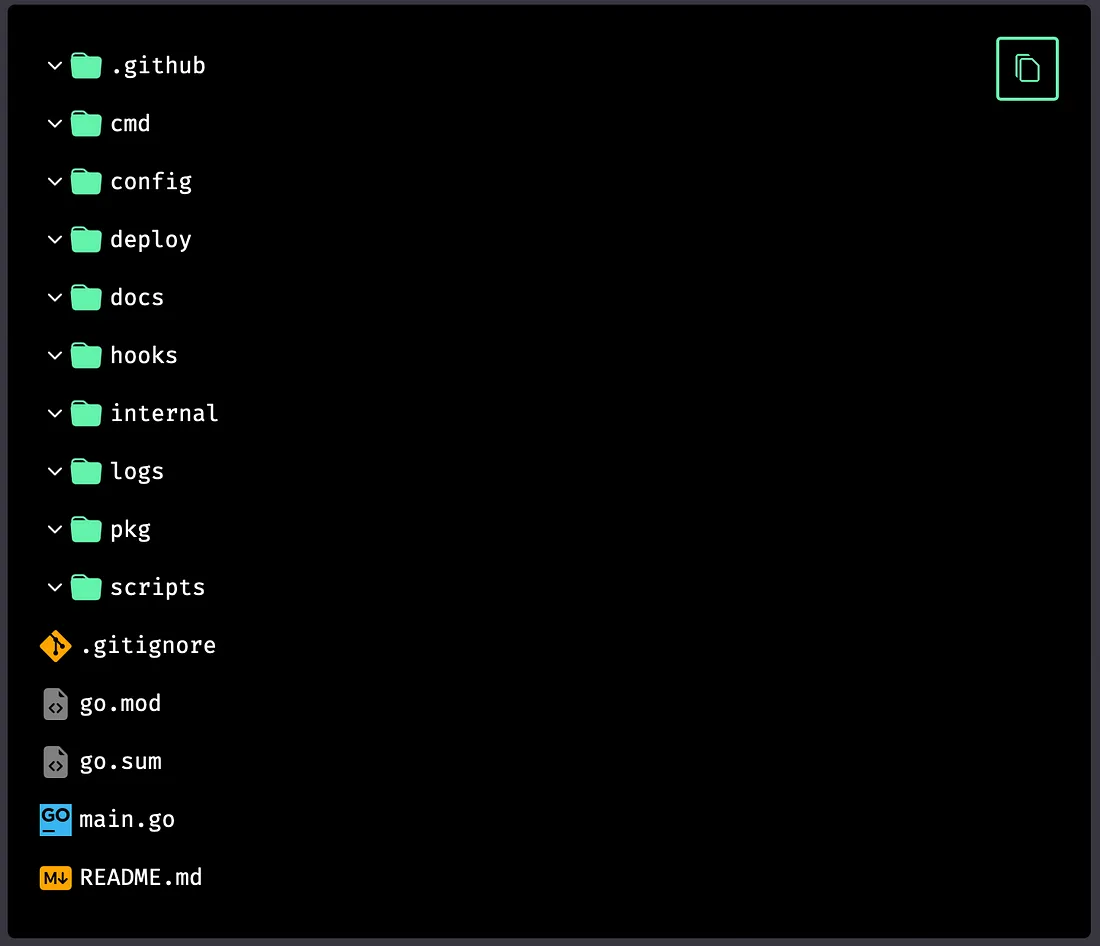 .github
cmd
config
deploy
docs
hooks
internal
logs
pkg
scripts
.gitignore
<> go.mod
<> go.sum
GO main.go
M↓ README.md